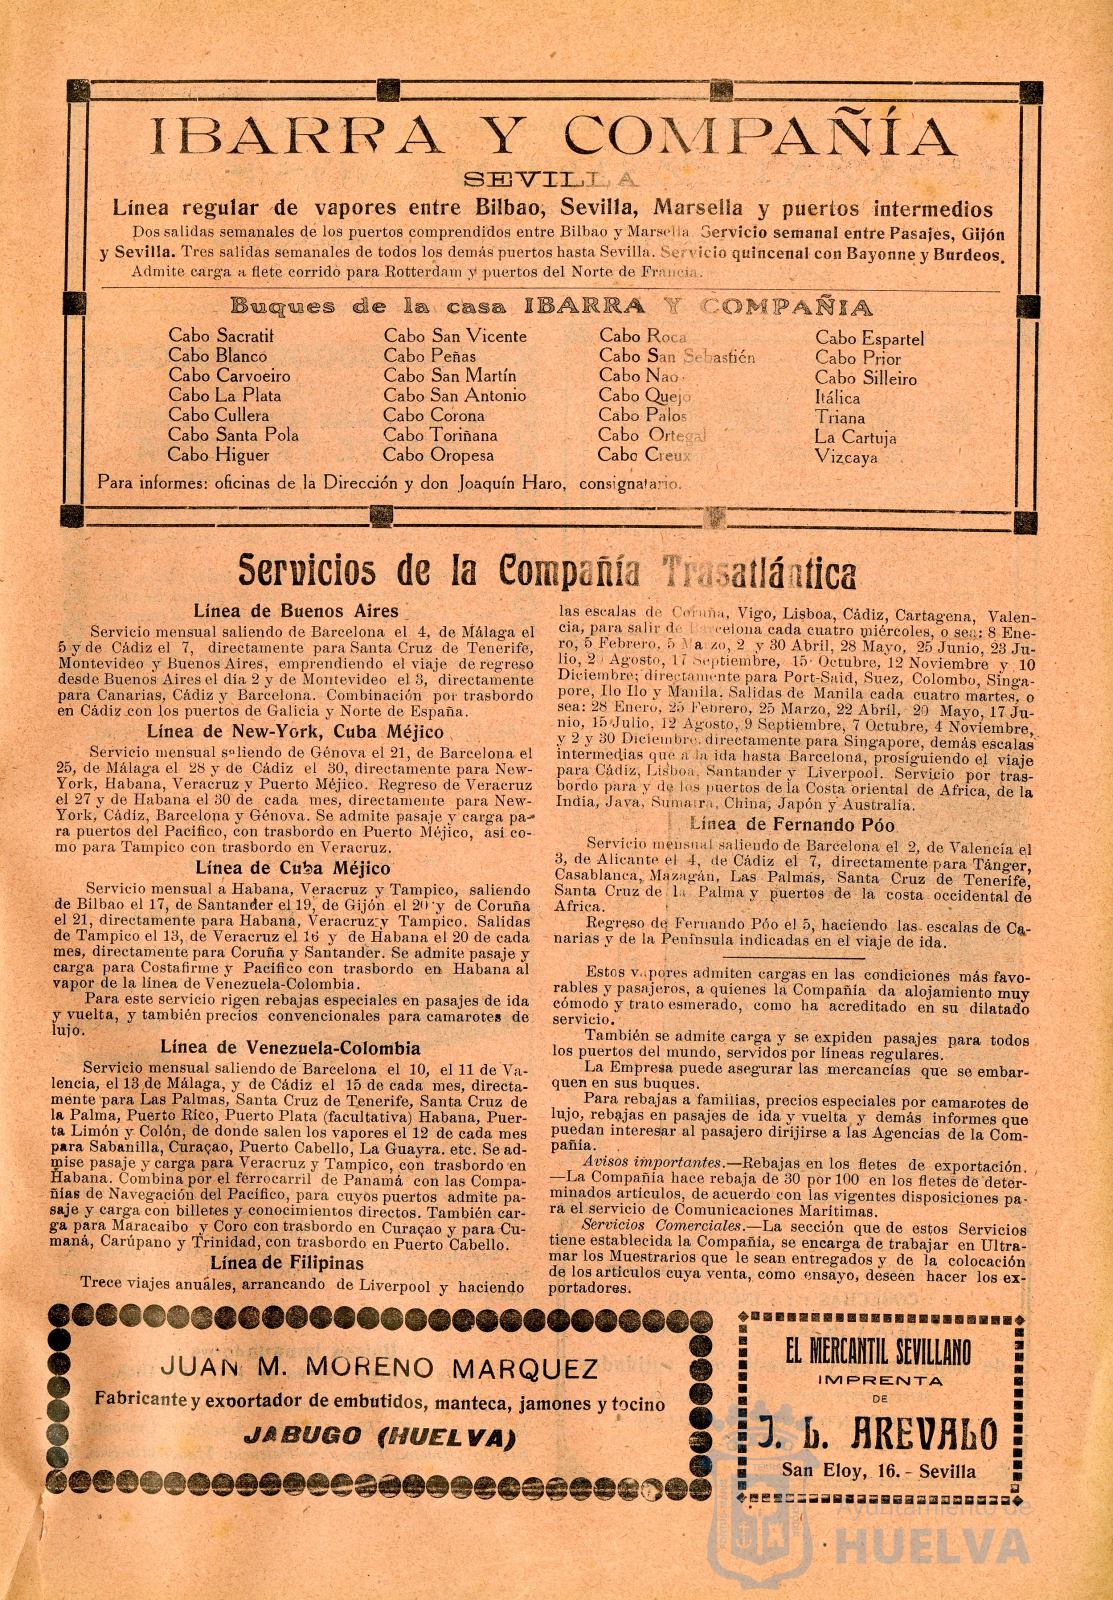 IBARRA Y COMPAÑÍA
SEVILLA
Línea regular de vapores entre Bilbao, Sevilla, Marsella y puertos intermedios
Dos salidas semanales de los puertos comprendidos entre Bilbao y Marsella. Servicio semanal entre Pasajes, Gijón
y Sevilla. Tres salidas semanales de todos los demás puertos hasta Sevilla. Servicio quincenal con Bayonne y Burdeos.
Admite carga a flete corrido para Rotterdam y puertos del Norte de Francia.
Buques de la casa IBARRA Y COMPAÑIA
Cabo Sacratif
Cabo Blanco
Cabo Carvoeiro
Cabo La Plata
Cabo Cullera
Cabo Santa Pola
Cabo Higuer
Cabo San Vicente
Cabo Peñas
Cabo San Martín
Cabo San Antonio
Cabo Corona
Cabo Toriñana
Cabo Oropesa
Cabo Roca
Cabo San Sebastién
Cabo Nao
Cabo Quejo
Cabo Palos
Cabo Ortegal
Cabo Creux
Cabo Espartel
Cabo Prior
Cabo Silleiro
Itálica
Triana
La Cartuja
Vizcaya
Para informes: oficinas de la Dirección y don Joaquín Haro, consignatario.
Servicios de la Compañía Trasatlántica
Línea de Buenos Aires
Servicio mensual saliendo de Barcelona el 4, de Málaga el
5 y de Cádiz el 7, directamente para Santa Cruz de Tenerife,
Montevideo y Buenos Aires, emprendiendo el viaje de regreso
desde Buenos Aires el día 2 y de Montevideo el 3, directamente
para Canarias, Cádiz y Barcelona. Combinación por trasbordo
en Cádiz con los puertos de Galicia y Norte de España.
Línea de New-York, Cuba Méjico
Servicio mensual saliendo de Génova el 21, de Barcelona el
25, de Málaga el 28 y de Cádiz el 30, directamente para New-
York, Habana, Veracruz y Puerto Méjico. Regreso de Veracruz
el 27 y de Habana el 30 de cada mes, directamente para New-
York, Cádiz, Barcelona y Génova. Se admite pasaje y carga pa-
ra puertos del Pacífico, con trasbordo en Puerto Méjico, así co-
mo para Tampico con trasbordo en Veracruz.
Línea de Cuba Méjico
Servicio mensual a Habana, Veracruz y Tampico, saliendo
de Bilbao el 17, de Santander el 19, de Gijón el 20 y de Coruña
el 21, directamente para Habana, Veracruz y Tampico. Salidas
de Tampico el 13, de Veracruz el 16 y de Habana el 20 de cada
mes, directamente para Coruña y Santander. Se admite pasaje y
carga para Costafirme y Pacífico con trasbordo en Habana al
vapor de la línea de Venezuela-Colombia.
Para este servicio rigen rebajas especiales en pasajes de ida
y vuelta, y también precios convencionales para camarotes de
lujo.
Línea de Venezuela-Colombia
Servicio mensual saliendo de Barcelona el 10, el 11 de Va-
lencia, el 13 de Málaga, y de Cádiz el 15 de cada mes, directa-
mente para Las Palmas, Santa Cruz de Tenerife, Santa Cruz de
la Palma, Puerto Rico, Puerto Plata (facultativa) Habana, Puer-
ta Limón y Colón, de donde salen los vapores el 12 de cada mes
para Sabanilla, Curaçao, Puerto Cabello, La Guayra. etc. Se ad-
mise pasaje y carga para Veracruz y Tampico, con trasbordo en
Habana. Combina por el ferrocarril de Panamá con las Compa-
ñías de Navegación del Pacífico, para cuyos puertos admite pa-
saje y carga con billetes y conocimientos directos. También car-
ga para Maracaibo y Coro con trasbordo en Curaçao y para Cu-
maná, Carúpano y Trinidad, con trasbordo en Puerto Cabello.
Línea de Filipinas
Trece viajes anuáles, arrancando de Liverpool y haciendo
las escalas de Coruña, Vigo, Lisboa, Cádiz, Cartagena, Valen-
cia, para salir de Barcelona cada cuatro miércoles, o sea: 8 Ene-
ro, 5 Febrero, 5 Marzo, 2 y 30 Abril, 28 Mayo, 25 Junio, 23 Ju-
lio, 20 Agosto, 17 Septiembre, 15 Octubre, 12 Noviembre y 10
Diciembre; directamente para Port-Said, Suez, Colombo, Singa-
pore, Ilo Ilo y Manila. Salidas de Manila cada cuatro martes, o
sea: 28 Enero, 25 Febrero, 25 Marzo, 22 Abril, 20 Mayo, 17 Ju-
nio, 15 Julio, 12 Agosto, 9 Septiembre, 7 Octubre, 4 Noviembre,
y 2 y 30 Diciembre, directamente para Singapore, demás escalas
intermedias que a la ida hasta Barcelona, prosiguiendo el viaje
para Cádiz, Lisboa, Santander y Liverpool. Servicio por tras-
bordo para y de los puertos de la Costa oriental de Africa, de la
India, Java, Sumatra, China, Japón y Australia.
Línea de Fernando Póo
Servicio mensual saliendo de Barcelona el 2, de Valencia el
3, de Alicante el 4, de Cádiz el 7, directamente para Tánger,
Casablanca, Mazagán, Las Palmas, Santa Cruz de Tenerife,
Santa Cruz de la Palma y puertos de la costa occidental de
Africa.
Regreso de Fernando Póo el 5, haciendo las escalas de Ca-
narias y de la Península indicadas en el viaje de ida.
Estos vapores admiten cargas en las condiciones más favo-
rables y pasajeros, a quienes la Compañía da alojamiento muy
cómodo y trato esmerado, como ha acreditado en su dilatado
servicio.
También se admite carga y se expiden pasajes para todos
los puertos del mundo, servidos por líneas regulares.
La Empresa puede asegurar las mercancías que se embar-
quen en sus buques.
Para rebajas a familias, precios especiales por camarotes de
lujo, rebajas en pasajes de ida y vuelta y demás informes que
puedan interesar al pasajero dirijirse a las Agencias de la Com-
pañía.
Avisos importantes.—Rebajas en los fletes de exportación.
—La Compañía hace rebaja de 30 por 100 en los fletes de deter-
minados artículos, de acuerdo con las vigentes disposiciones pa-
ra el servicio de Comunicaciones Marítimas.
Servicios Comerciales.—La sección que de estos Servicios
tiene establecida la Compañía, se encarga de trabajar en Ultra-
mar los Muestrarios que le sean entregados y de la colocación
de los artículos cuya venta, como ensayo, deseen hacer los ex-
portadores.
JUAN M. MORENO MARQUEZ
Fabricante y exportador de embutidos, manteca, jamones y tocino
JABUGO (HUELVA)
EL MERCANTIL SEVILLANO
IMPRENTA
DE
J. L. AREVALO
San Eloy, 16. - Sevilla
Ayuntamiento de
HUELVA